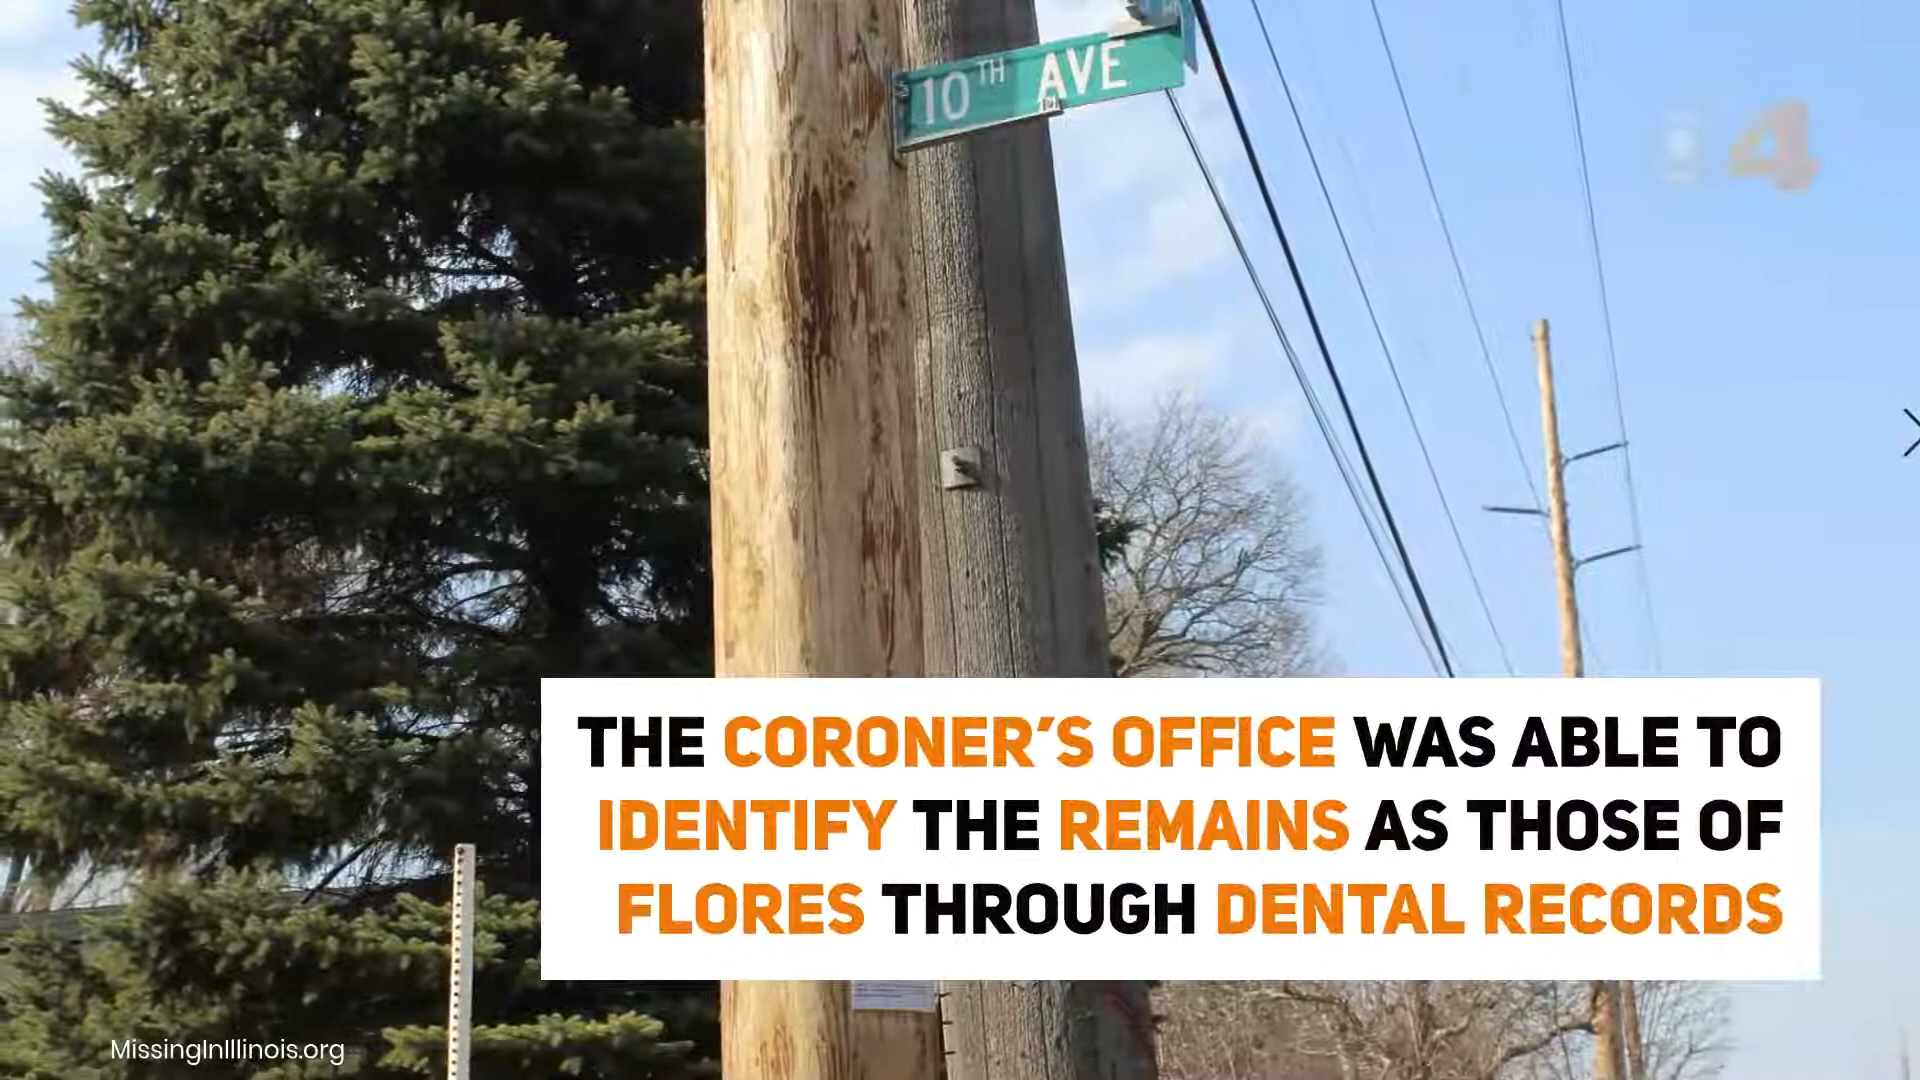 10TH AVE
4
THE CORONER'S OFFICE WAS ABLE TO
IDENTIFY THE REMAINS AS THOSE OF
FLORES THROUGH DENTAL RECORDS
MissingInIllinois.org